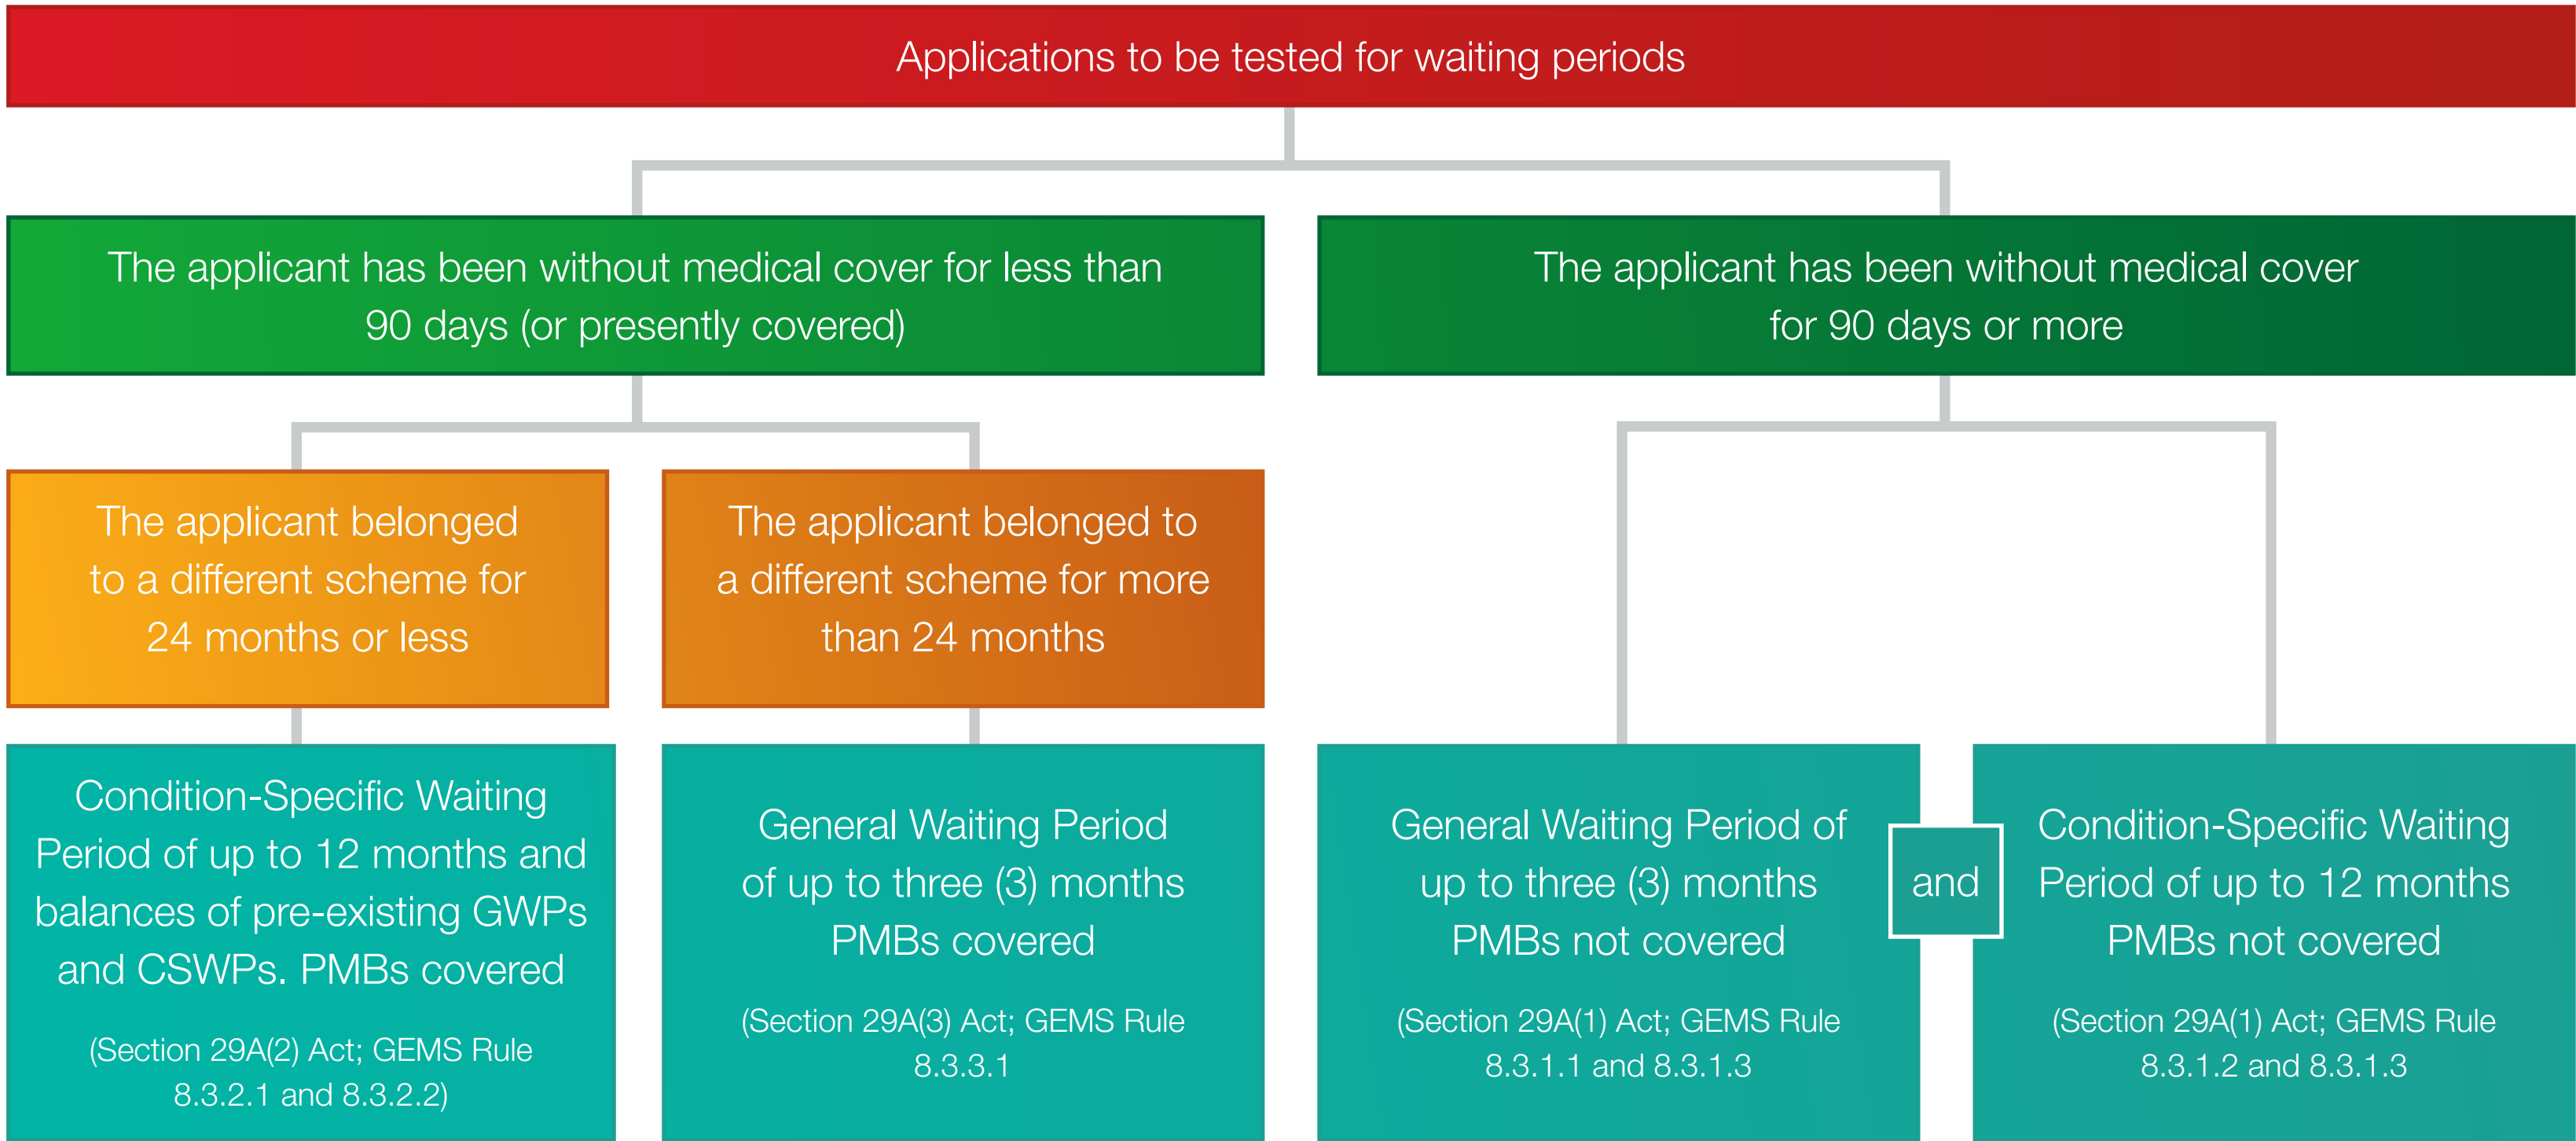 Applications to be tested for waiting periods
The applicant has been without medical cover for less than
90 days (or presently covered)
The applicant has been without medical cover
for 90 days or more
The applicant belonged
to a different scheme for
24 months or less
The applicant belonged to
a different scheme for more
than 24 months
Condition-Specific Waiting
Period of up to 12 months and
balances of pre-existing GWPs
and CSWPs. PMBs covered
(Section 29A(2) Act; GEMS Rule
8.3.2.1 and 8.3.2.2)
General Waiting Period
of up to three (3) months
PMBs covered
(Section 29A(3) Act; GEMS Rule
8.3.3.1
General Waiting Period of
up to three (3) months
PMBs not covered
(Section 29A(1) Act; GEMS Rule
8.3.1.1 and 8.3.1.3
and
Condition-Specific Waiting
Period of up to 12 months
PMBs not covered
(Section 29A(1) Act; GEMS Rule
8.3.1.2 and 8.3.1.3